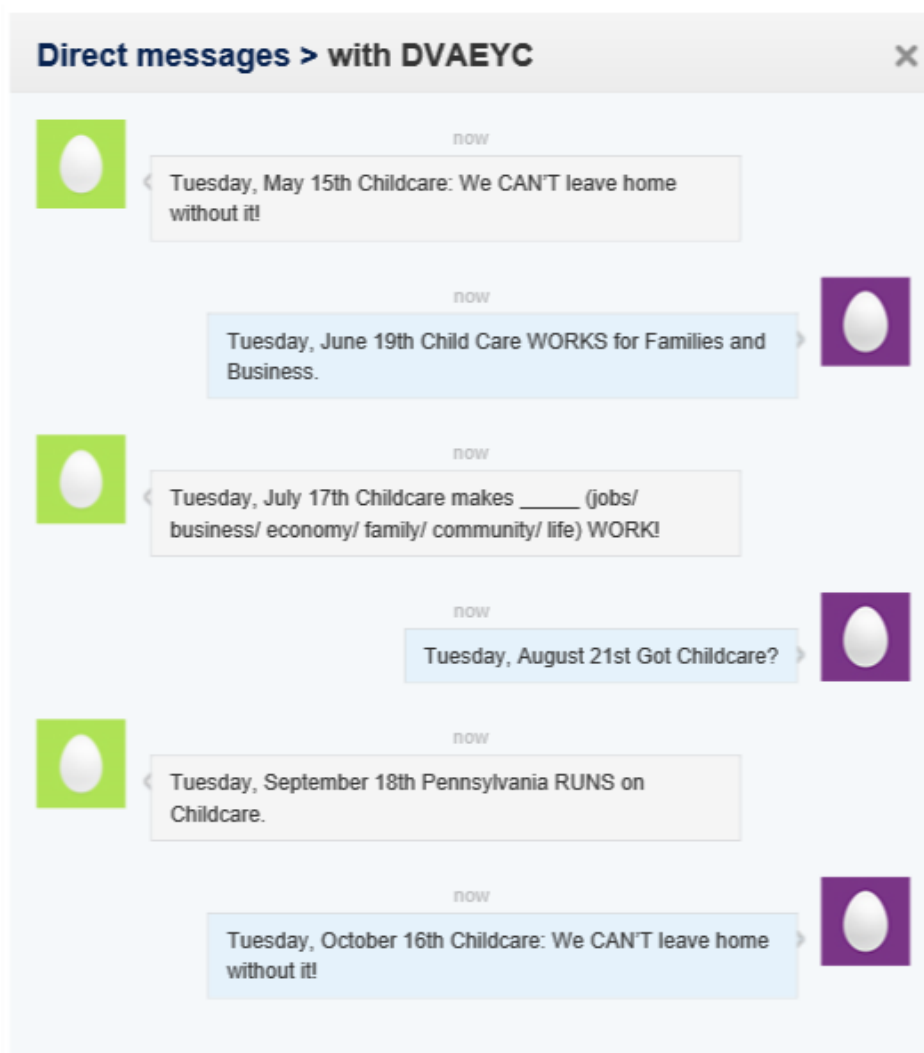 Direct messages > with DVAEYC ×
now
Tuesday, May 15th Childcare: We CAN'T leave home
without it!
now
Tuesday, June 19th Child Care WORKS for Families and
Business.
now
Tuesday, July 17th Childcare makes _____ (jobs/
business/ economy/ family/ community/ life) WORK!
now
Tuesday, August 21st Got Childcare?
now
Tuesday, September 18th Pennsylvania RUNS on
Childcare.
now
Tuesday, October 16th Childcare: We CAN'T leave home
without it!